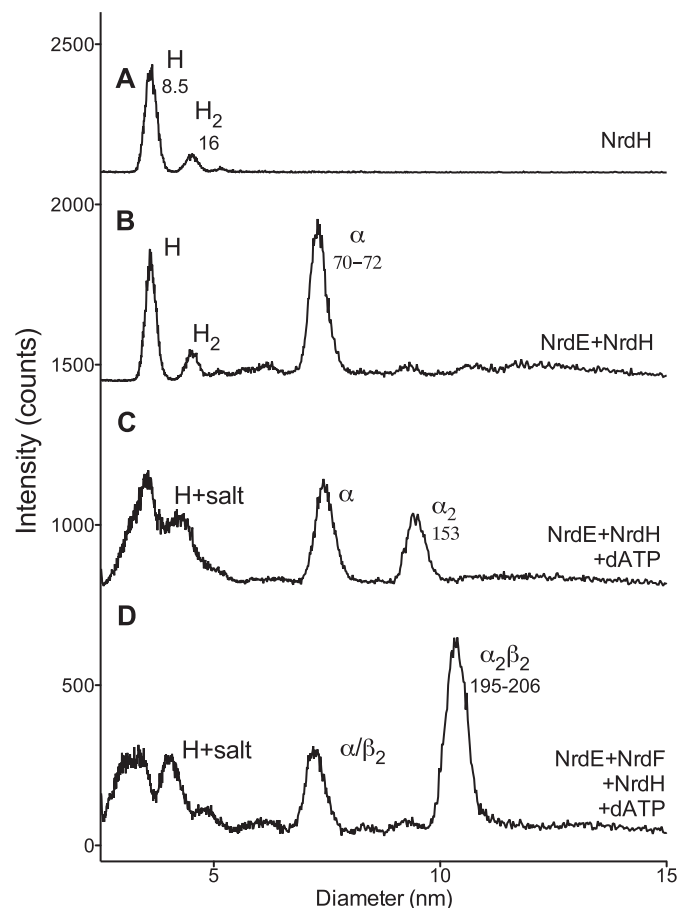 2500
A
H
8.5
H2
16
NrdH
2000
B
H
H2
α
70–72
NrdE+NrdH
1500
C
H+salt
α
α2
153
NrdE+NrdH
+dATP
1000
D
H+salt
α/β2
α2β2
195-206
NrdE+NrdF
+NrdH
+dATP
500
0
5
10
15
Diameter (nm)
Intensity (counts)